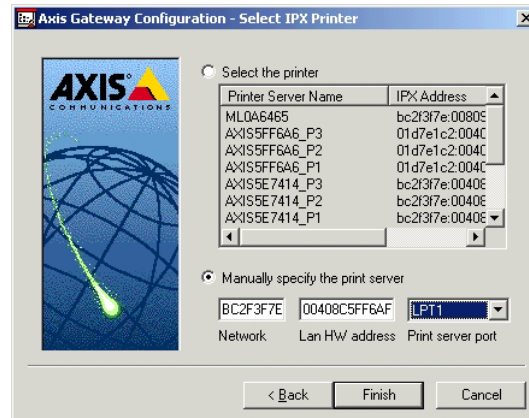 Axis Gateway Configuration - Select IPX Printer
AXIS
COMMUNICATIONS
Select the printer
Printer Server Name IPX Address
ML0A6465 bc2f3f7e:00809
AXIS5FF6A6_P3 01d7e1c2:0040
AXIS5FF6A6_P2 01d7e1c2:0040
AXIS5FF6A6_P1 01d7e1c2:0040
AXIS5E7414_P3 bc2f3f7e:00408
AXIS5E7414_P2 bc2f3f7e:00408
AXIS5E7414_P1 bc2f3f7e:00408
Manually specify the print server
BC2F3F7E 00408C5FF6AF LPT1
Network Lan HW address Print server port
< Back Finish Cancel